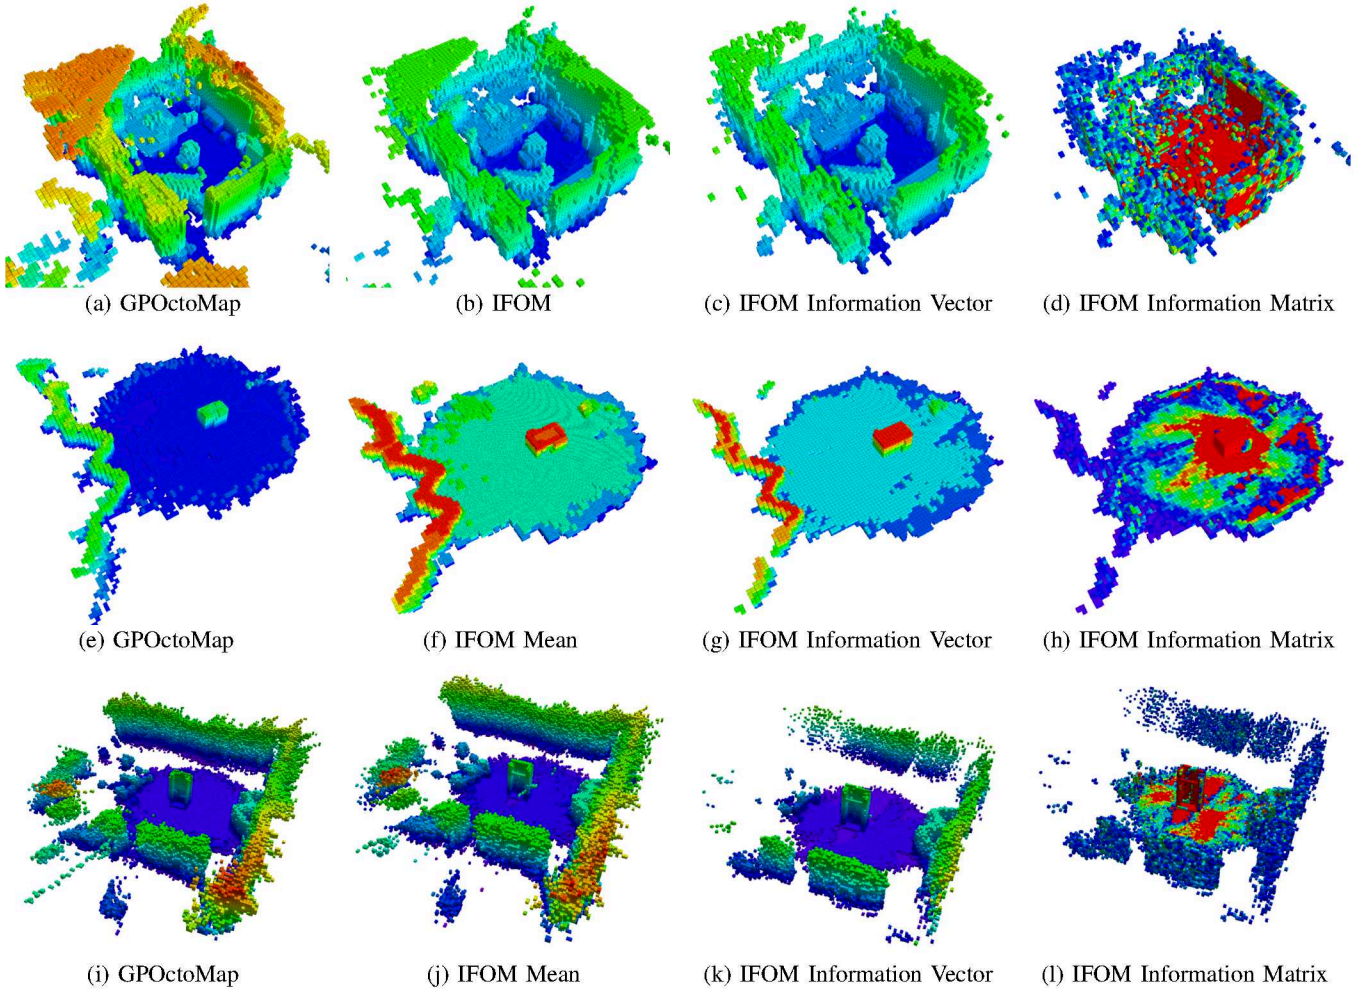 (a) GPOctoMap
(b) IFOM
(c) IFOM Information Vector
(d) IFOM Information Matrix
(e) GPOctoMap
(f) IFOM Mean
(g) IFOM Information Vector
(h) IFOM Information Matrix
(i) GPOctoMap
(j) IFOM Mean
(k) IFOM Information Vector
(l) IFOM Information Matrix